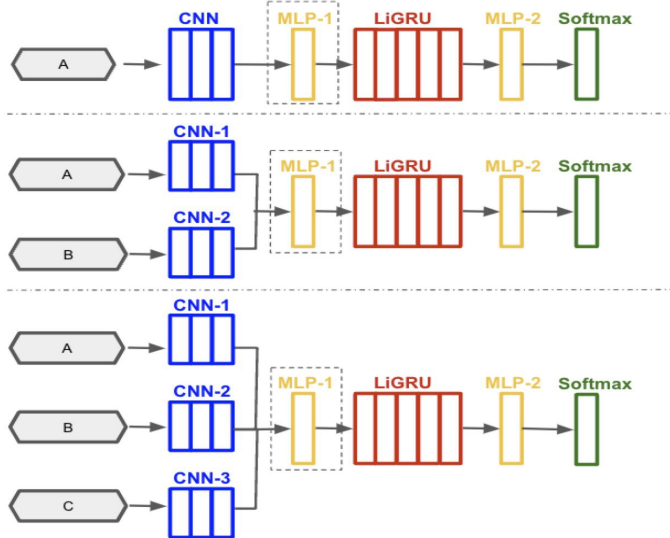 CNN MLP-1 LiGRU MLP-2 Softmax
A
CNN-1
A
MLP-1 LiGRU MLP-2 Softmax
CNN-2
B
CNN-1
A
MLP-1 LiGRU MLP-2 Softmax
CNN-2
B
CNN-3
C